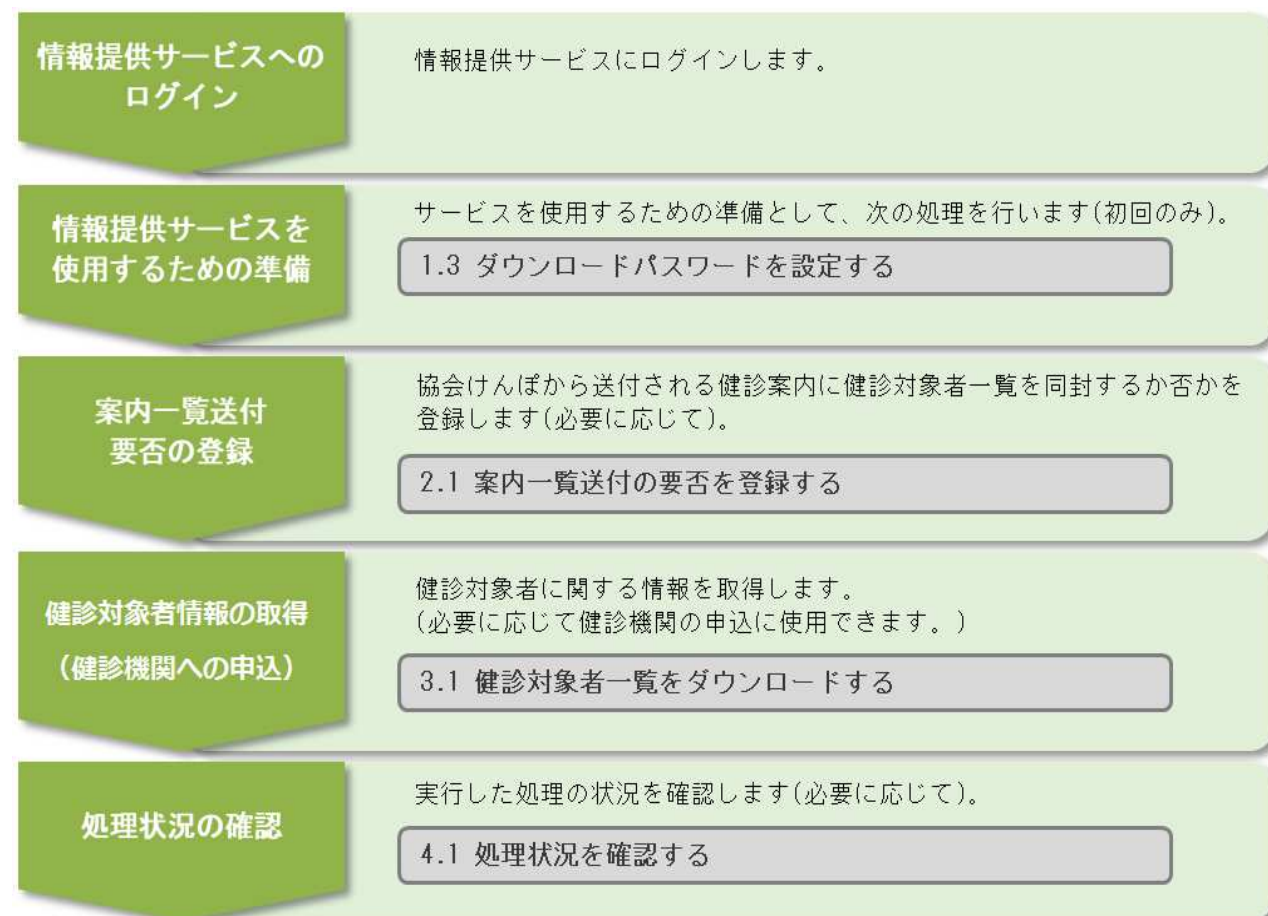 情報提供サービスへの
ログイン
情報提供サービスにログインします。
情報提供サービスを
使用するための準備
サービスを使用するための準備として、次の処理を行います(初回のみ)。
1.3 ダウンロードパスワードを設定する
案内一覧送付
要否の登録
協会けんぽから送付される健診案内に健診対象者一覧を同封するか否かを
登録します(必要に応じて)。
2.1 案内一覧送付の要否を登録する
健診対象者情報の取得
（健診機関への申込）
健診対象者に関する情報を取得します。
(必要に応じて健診機関の申込に使用できます。)
3.1 健診対象者一覧をダウンロードする
処理状況の確認
実行した処理の状況を確認します(必要に応じて)。
4.1 処理状況を確認する